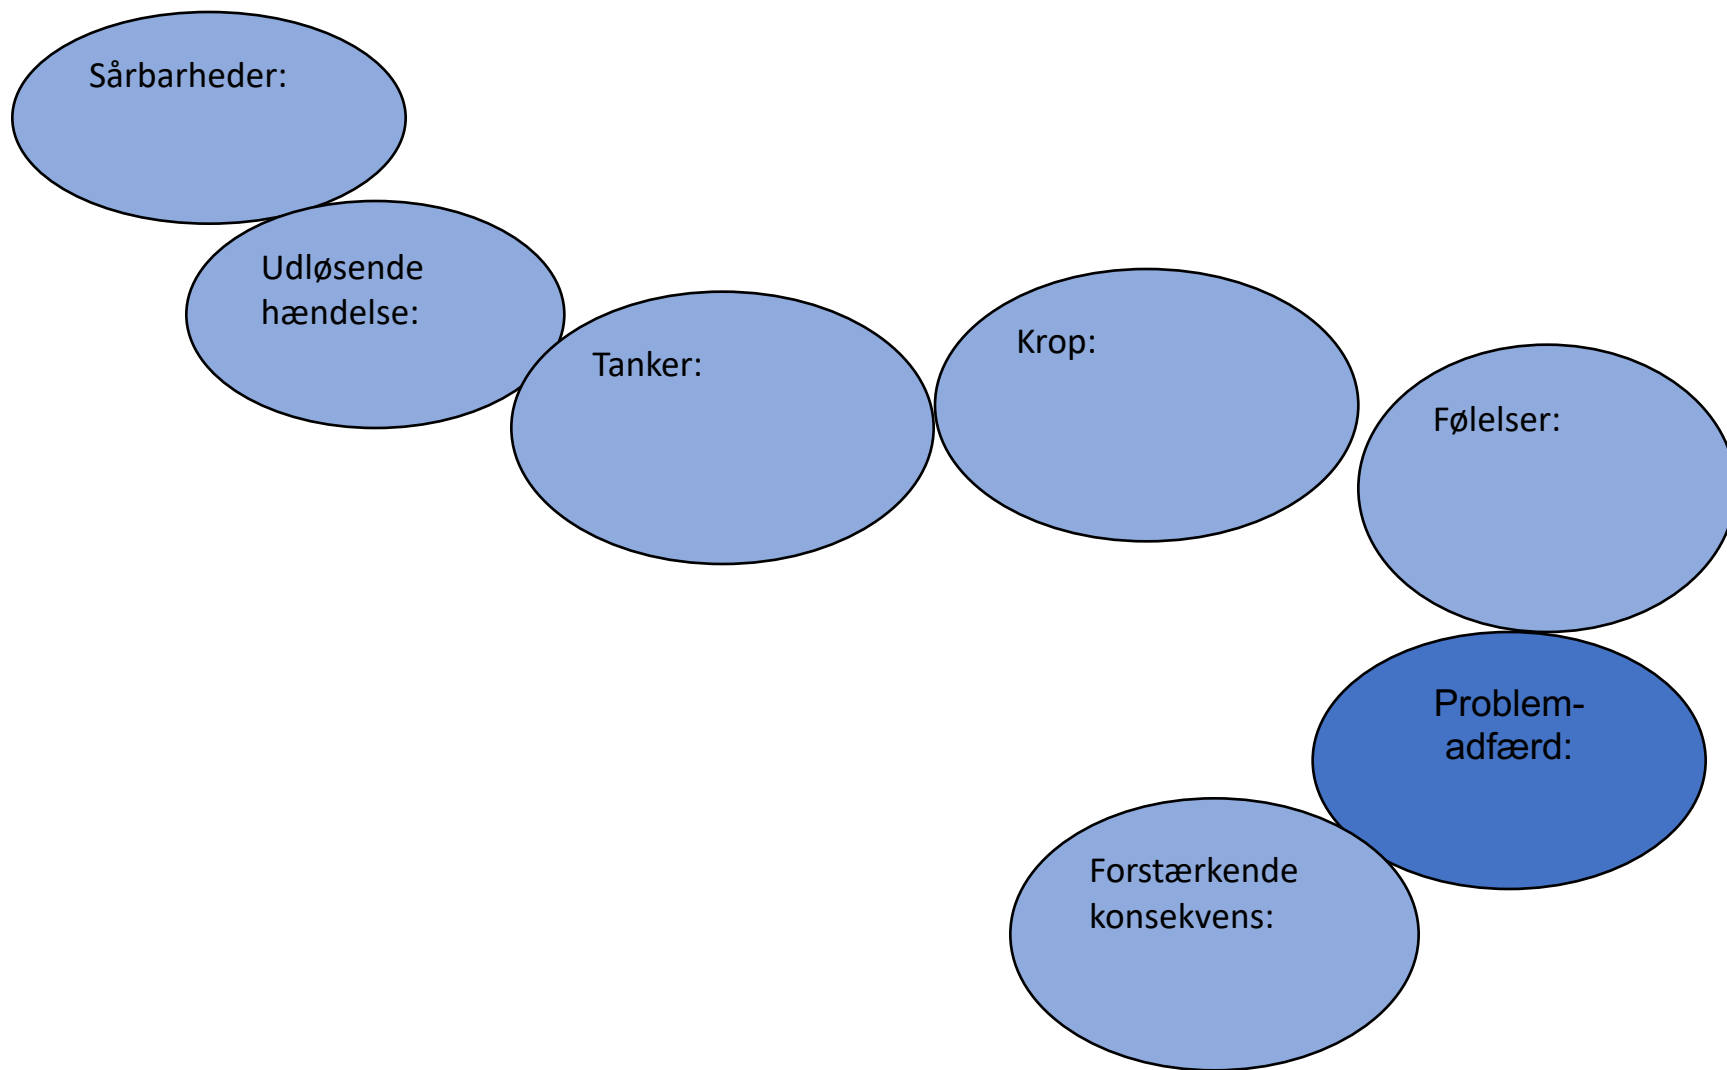 Sårbarheder:
Udløsende
hændelse:
Tanker:
Krop:
Følelser:
Problem-
adfærd:
Forstærkende
konsekvens: